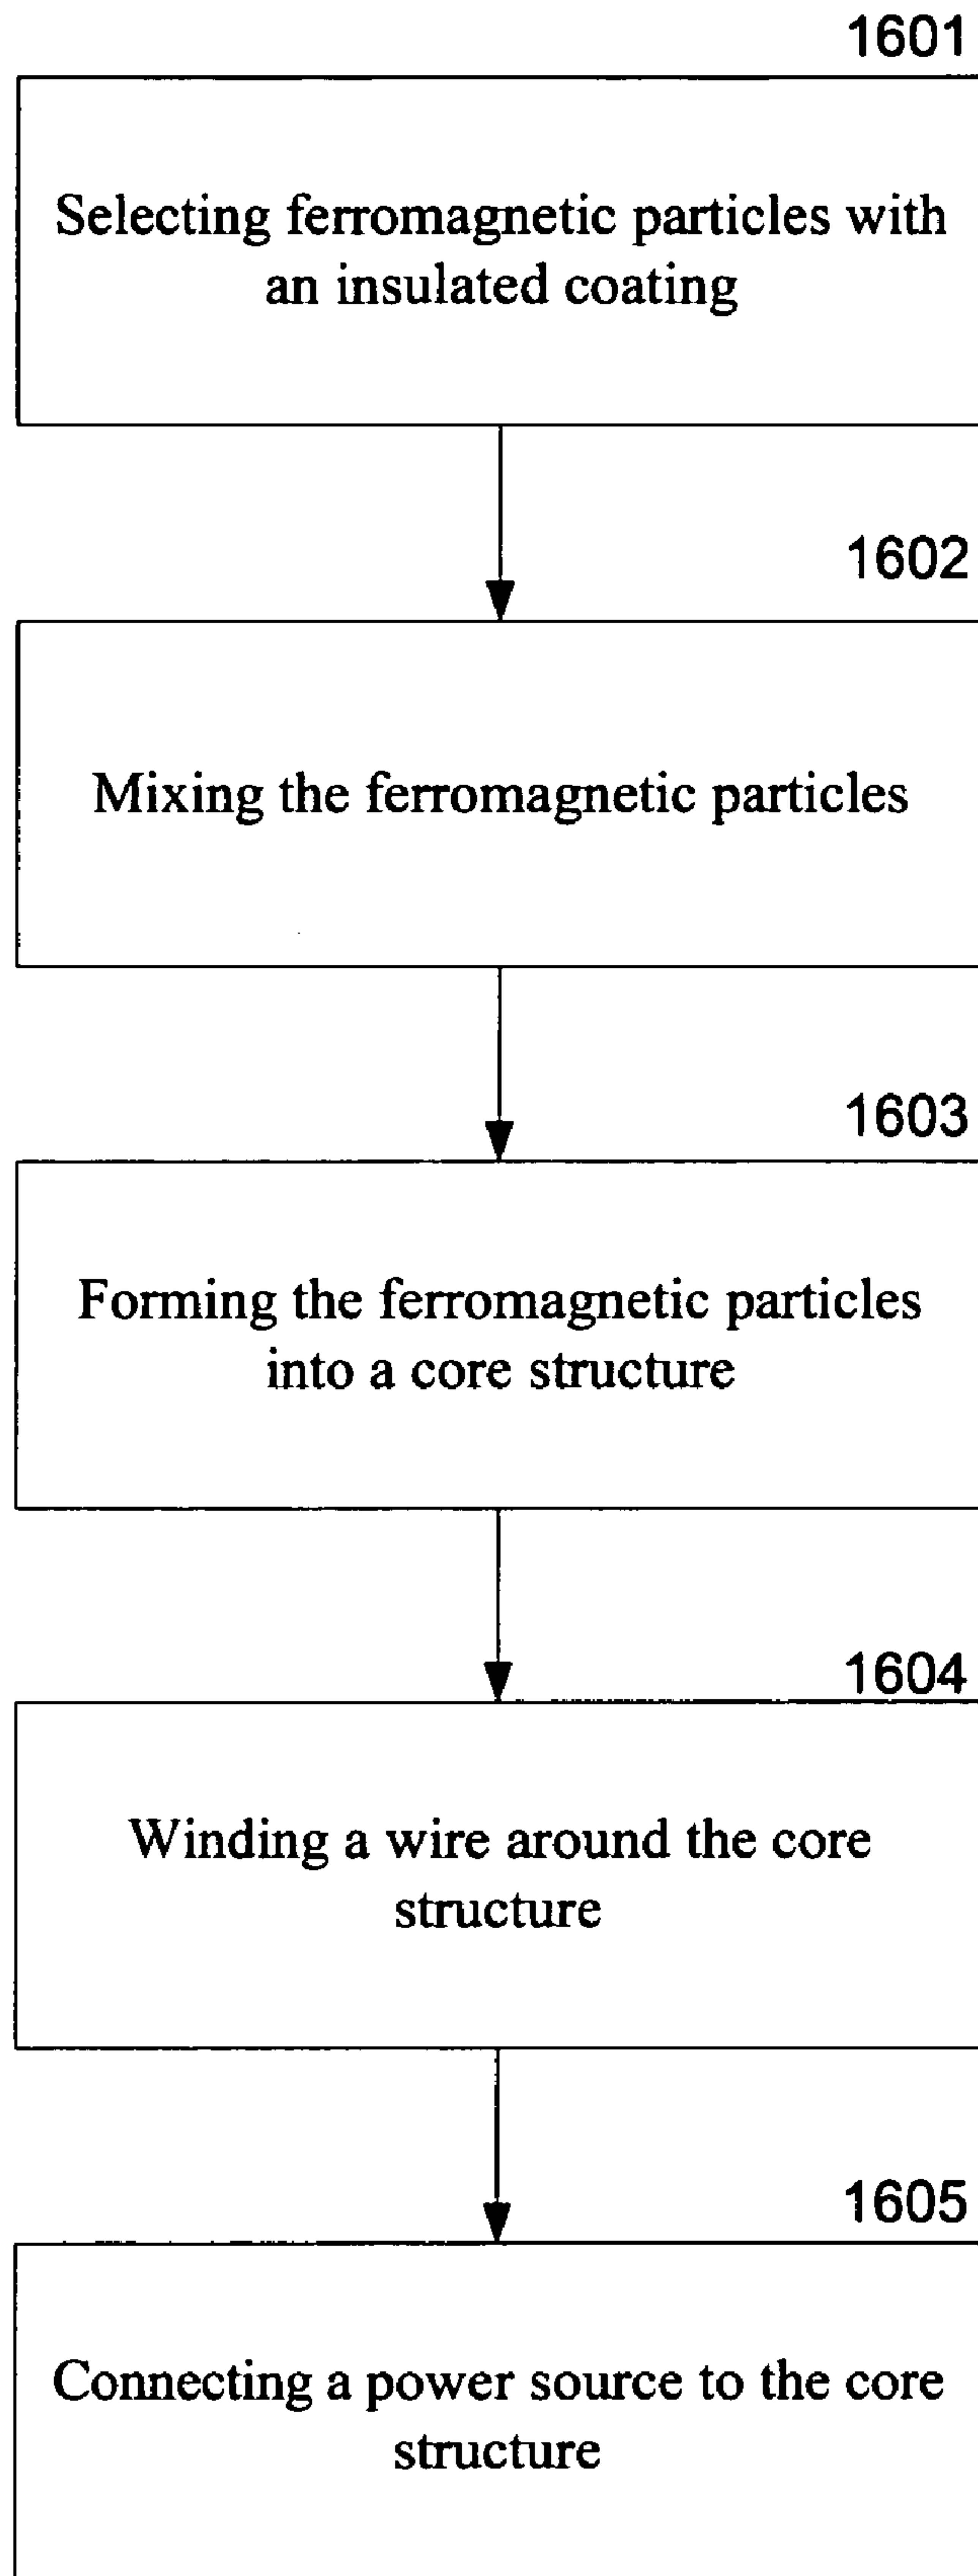 1601
Selecting ferromagnetic particles with
an insulated coating
1602
Mixing the ferromagnetic particles
1603
Forming the ferromagnetic particles
into a core structure
1604
Winding a wire around the core
structure
1605
Connecting a power source to the core
structure